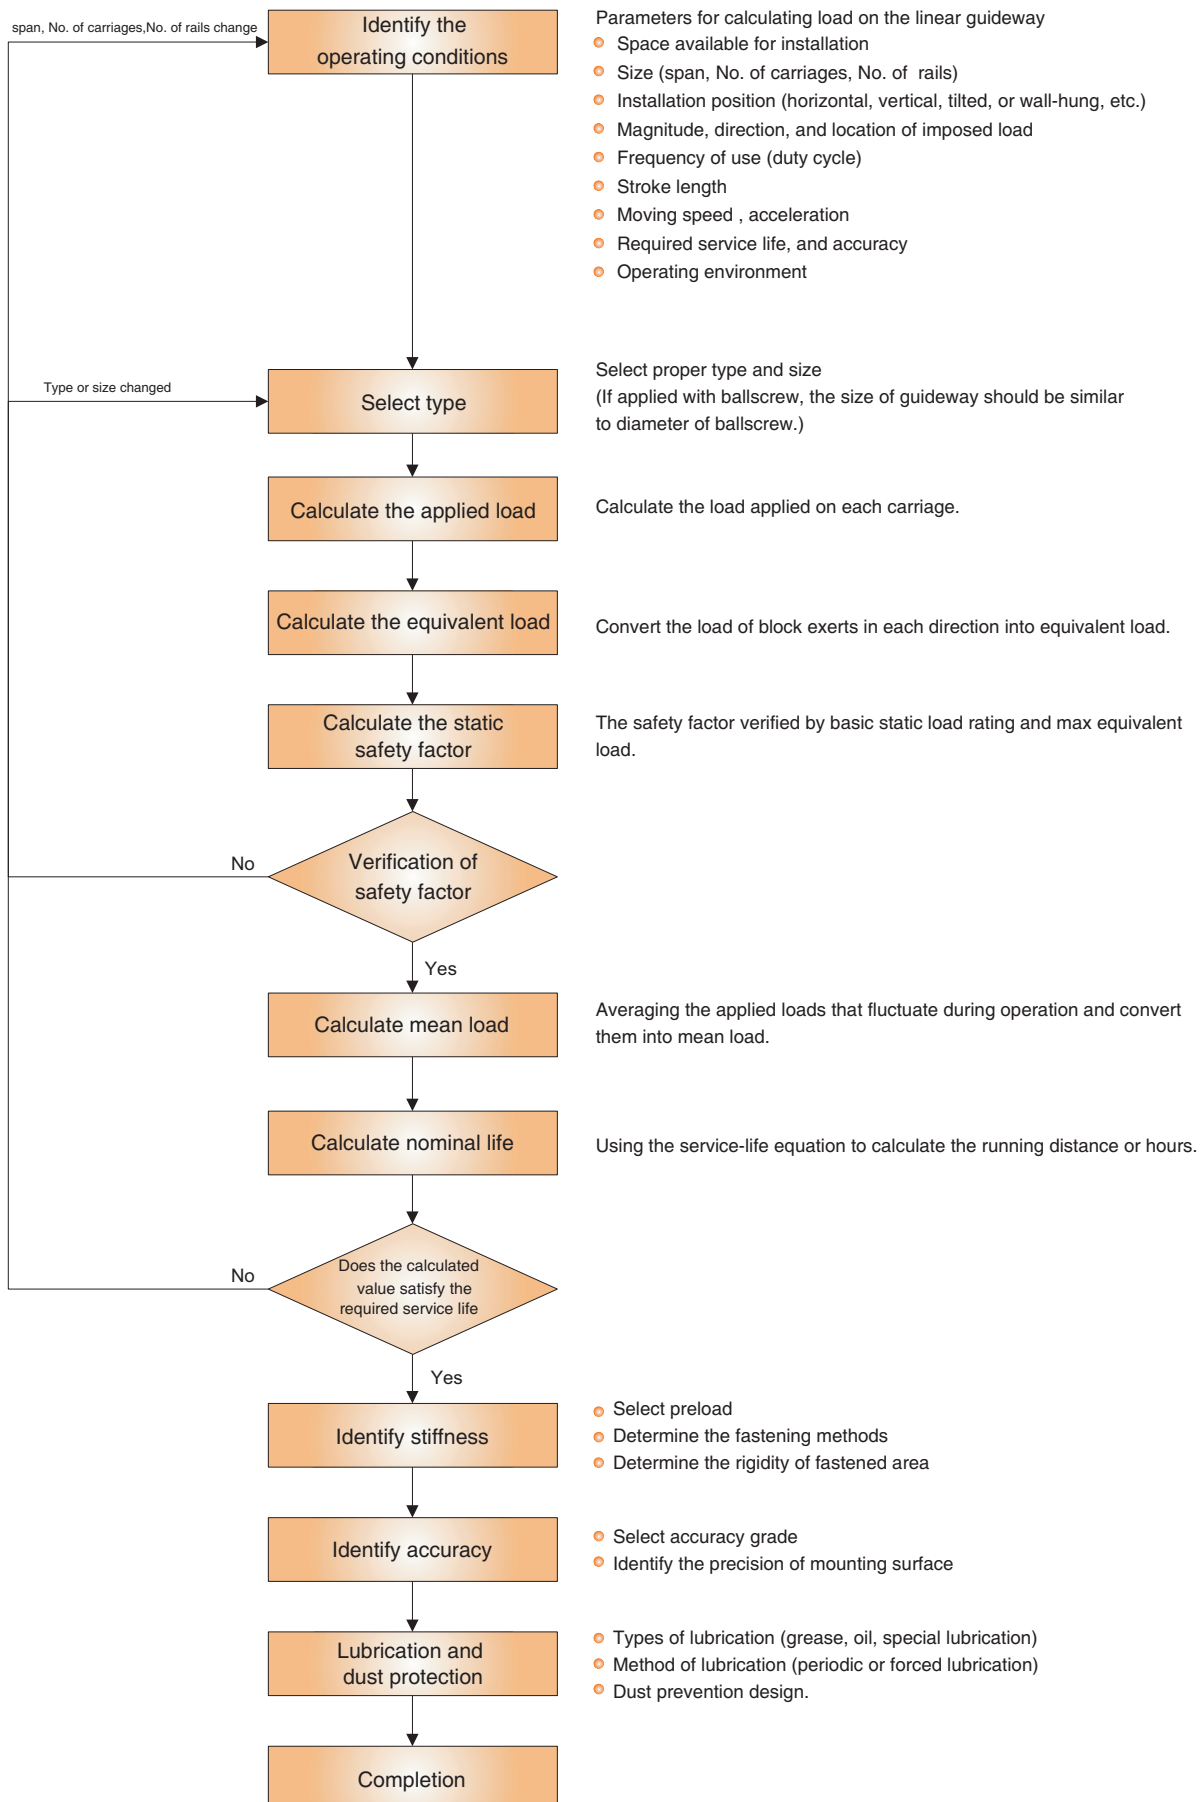 span, No. of carriages,No. of rails change
Identify the
operating conditions
Parameters for calculating load on the linear guideway
Space available for installation
Size (span, No. of carriages, No. of rails)
Installation position (horizontal, vertical, tilted, or wall-hung, etc.)
Magnitude, direction, and location of imposed load
Frequency of use (duty cycle)
Stroke length
Moving speed , acceleration
Required service life, and accuracy
Operating environment
Type or size changed
Select type
Select proper type and size
(If applied with ballscrew, the size of guideway should be similar
to diameter of ballscrew.)
Calculate the applied load
Calculate the load applied on each carriage.
Calculate the equivalent load
Convert the load of block exerts in each direction into equivalent load.
Calculate the static
safety factor
The safety factor verified by basic static load rating and max equivalent
load.
No
Verification of
safety factor
Yes
Calculate mean load
Averaging the applied loads that fluctuate during operation and convert
them into mean load.
Calculate nominal life
Using the service-life equation to calculate the running distance or hours.
No
Does the calculated
value satisfy the
required service life
Yes
Identify stiffness
Select preload
Determine the fastening methods
Determine the rigidity of fastened area
Identify accuracy
Select accuracy grade
Identify the precision of mounting surface
Lubrication and
dust protection
Types of lubrication (grease, oil, special lubrication)
Method of lubrication (periodic or forced lubrication)
Dust prevention design.
Completion